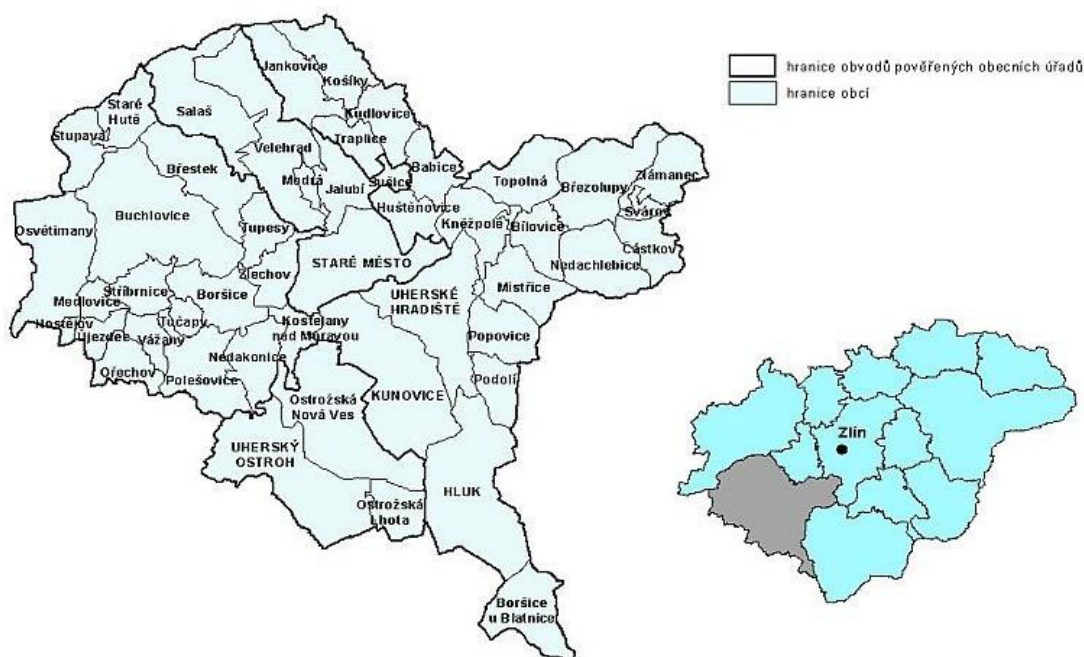 hranice obvodů pověřených obecních úřadů
hranice obcí
Jankovice
Košíky
Staré
Hutě
Salaš
Kudlovice
Stupava
Traplice
Velehrad
Babice
Břestek
Modrá
Sušice
Topolná
Zlámanec
Březolupy
Jalubí
Buchlovice
Huštěnovice
Svárov
Kněžpole
Bílovice
Osvětimany
Tupesy
Částkov
STARÉ MĚSTO
Nedachlebice
Zlechov
Mistřice
Stříbrnice
Boršice
UHERSKÉ
HRADIŠTĚ
Medlovice
Hostějov
Tučapy
Kostelany
nad Moravou
Újezdec
Vážany
Popovice
Nedakonice
Ořechov
Polešovice
Podolí
Ostrožská
Nová Ves
KUNOVICE
UHERSKÝ
OSTROH
HLUK
Ostrožská
Lhota
Boršice
u Blatnice
Zlín